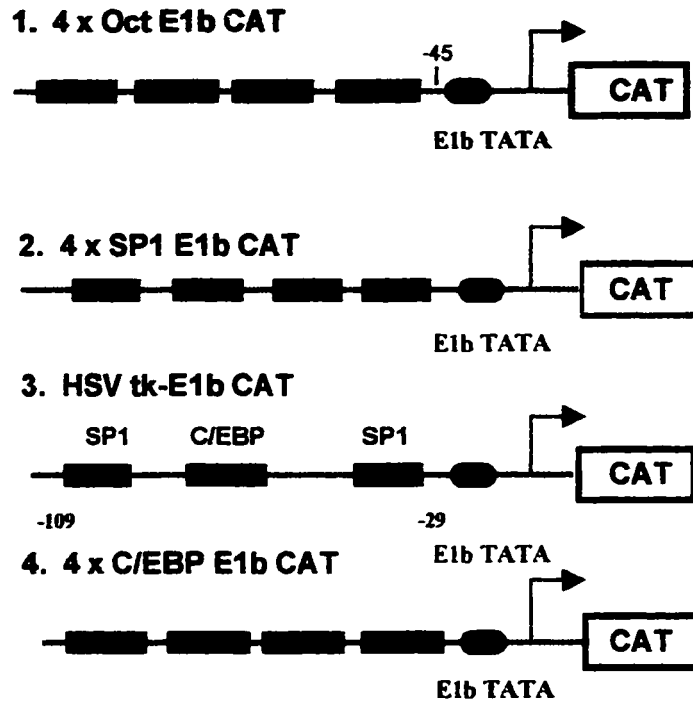 1. 4 x Oct E1b CAT
-45
CAT
E1b TATA
2. 4 x SP1 E1b CAT
CAT
E1b TATA
3. HSV tk-E1b CAT
SP1 C/EBP SP1
CAT
-109 -29 E1b TATA
4. 4 x C/EBP E1b CAT
CAT
E1b TATA